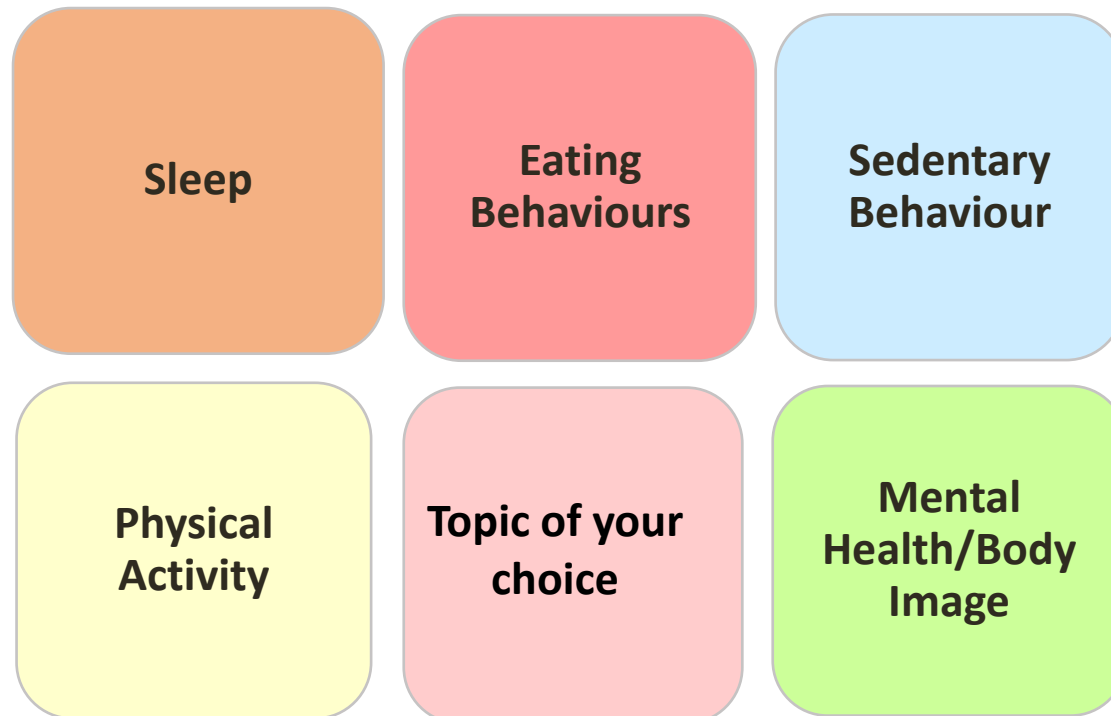 Sleep
Eating
Behaviours
Sedentary
Behaviour
Physical
Activity
Topic of your
choice
Mental
Health/Body
Image